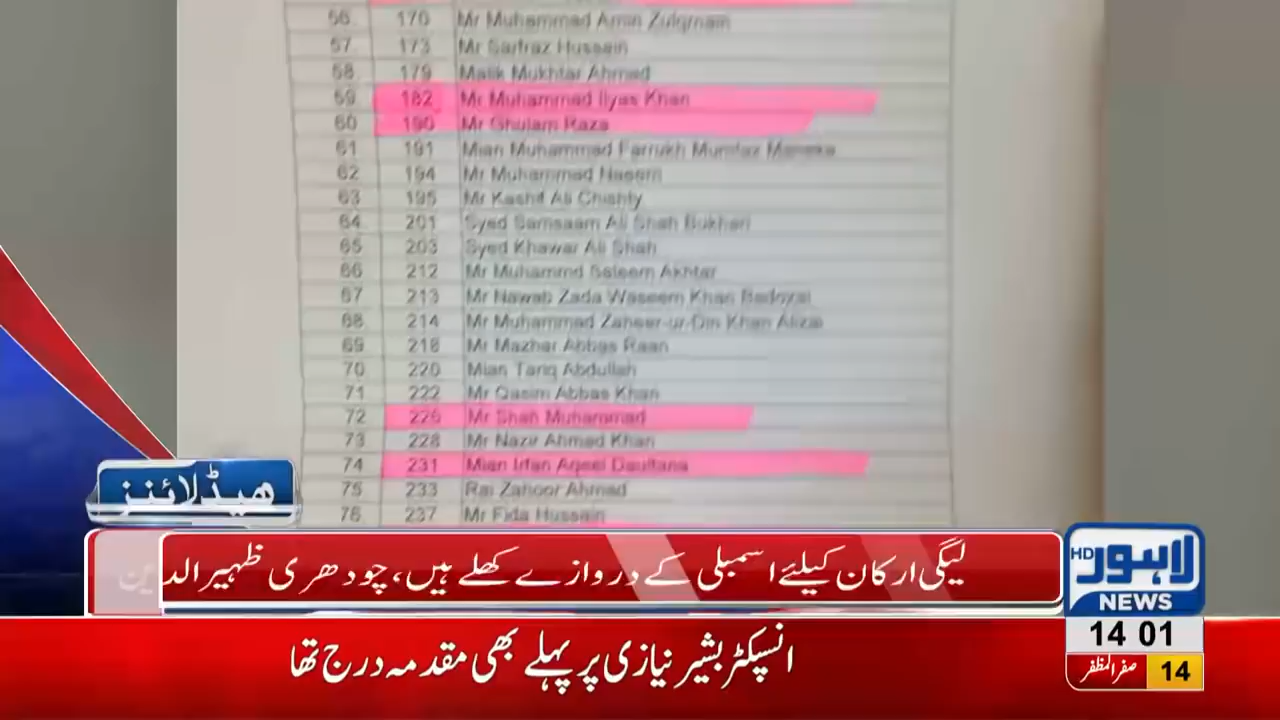 56 170 Mr Muhammad Amin Zulqrnain
57 173 Mr Sarfraz Hussain
58 179 Malik Mukhtar Ahmad
59 182 Mr Muhammad Ilyas Khan
60 190 Mr Ghulam Raza
61 191 Mian Muhammad Farrukh Mumtaz Maneka
62 194 Mr Muhammad Naeem
63 195 Mr Kashif Ali Chishty
64 201 Syed Samsaam Ali Shah Bukhari
65 203 Syed Khawar Ali Shah
66 212 Mr Muhammd Saleem Akhtar
67 213 Mr Nawab Zada Waseem Khan Badozai
68 214 Mr Muhammad Zaheer-ur-Din Khan Alizai
69 218 Mr Mazhar Abbas Raan
70 220 Mian Tariq Abdullah
71 222 Mr Qasim Abbas Khan
72 226 Mr Shah Muhammad
73 228 Mr Nazir Ahmad Khan
74 231 Mian Irfan Aqeel Daultana
75 233 Rai Zahoor Ahmad
76 237 Mr Fida Hussain
ہیڈلائنز
لیگی ارکان کیلئے اسمبلی کے دروازے کھلے ہیں، چودھری ظہیرالدین
HD لاہور
NEWS
انسپکٹر بشیر نیازی پر پہلے بھی مقدمہ درج تھا
14 01
صفر المظفر 14